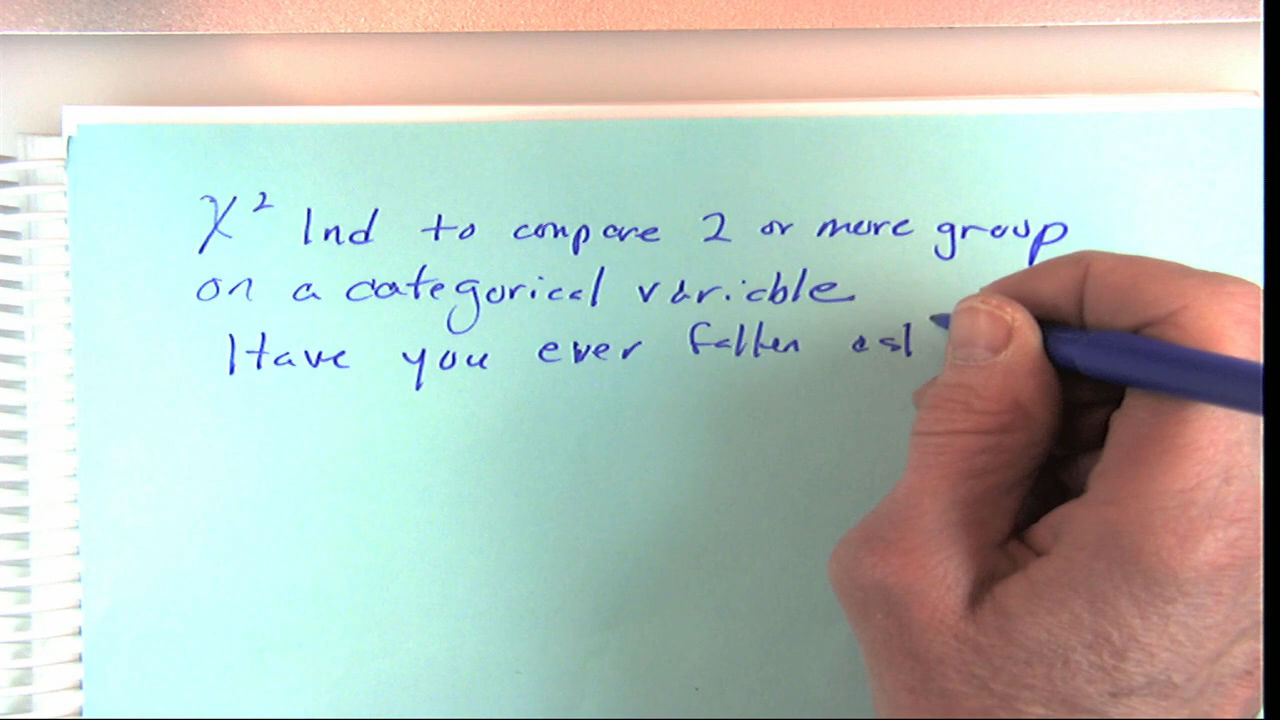 χ² Ind to compare 2 or more group
on a categorical variable
Have you ever fallen asl